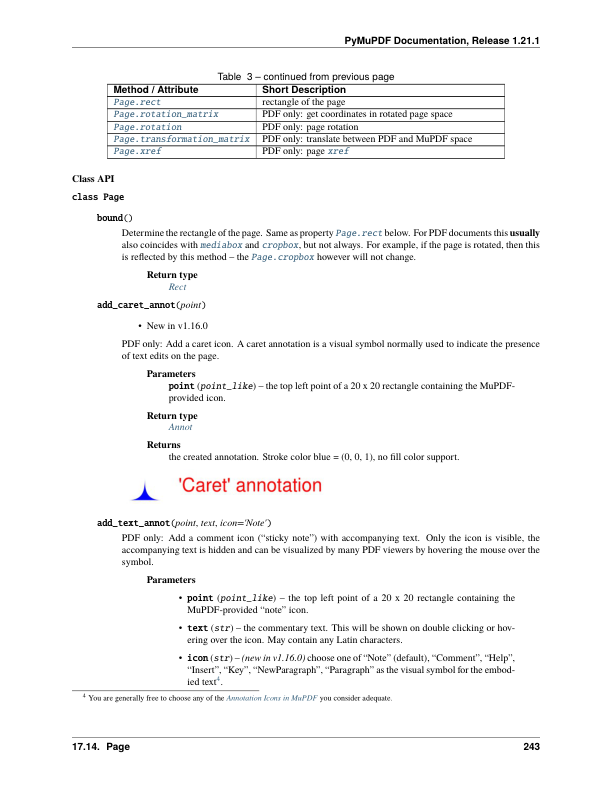 PyMuPDF Documentation, Release 1.21.1
Table 3 – continued from previous page
Method / Attribute Short Description
Page.rect rectangle of the page
Page.rotation_matrix PDF only: get coordinates in rotated page space
Page.rotation PDF only: page rotation
Page.transformation_matrix PDF only: translate between PDF and MuPDF space
Page.xref PDF only: page xref
Class API
class Page
bound()
Determine the rectangle of the page. Same as property Page.rect below. For PDF documents this usually
also coincides with mediabox and cropbox, but not always. For example, if the page is rotated, then this
is reflected by this method – the Page.cropbox however will not change.
Return type
Rect
add_caret_annot(point)
• New in v1.16.0
PDF only: Add a caret icon. A caret annotation is a visual symbol normally used to indicate the presence
of text edits on the page.
Parameters
point (point_like) – the top left point of a 20 x 20 rectangle containing the MuPDF-
provided icon.
Return type
Annot
Returns
the created annotation. Stroke color blue = (0, 0, 1), no fill color support.
'Caret' annotation
add_text_annot(point, text, icon='Note')
PDF only: Add a comment icon (“sticky note”) with accompanying text. Only the icon is visible, the
accompanying text is hidden and can be visualized by many PDF viewers by hovering the mouse over the
symbol.
Parameters
• point (point_like) – the top left point of a 20 x 20 rectangle containing the
MuPDF-provided “note” icon.
• text (str) – the commentary text. This will be shown on double clicking or hov-
ering over the icon. May contain any Latin characters.
• icon (str) – (new in v1.16.0) choose one of “Note” (default), “Comment”, “Help”,
“Insert”, “Key”, “NewParagraph”, “Paragraph” as the visual symbol for the embod-
ied text⁴.
⁴ You are generally free to choose any of the Annotation Icons in MuPDF you consider adequate.
17.14. Page 243